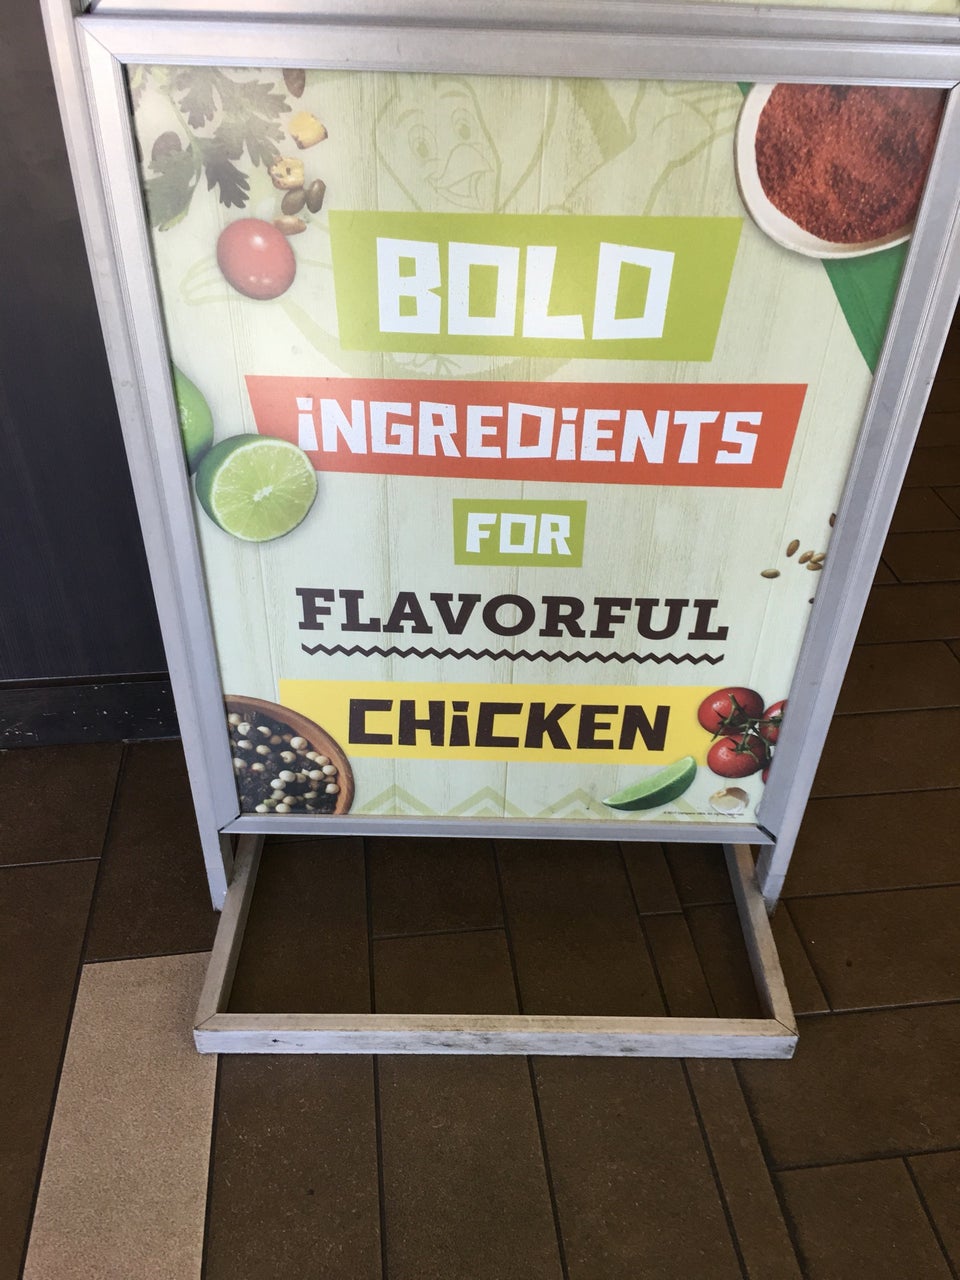 BOLD
iNGREDiENTS
FOR
FLAVORFUL
CHiCKEN